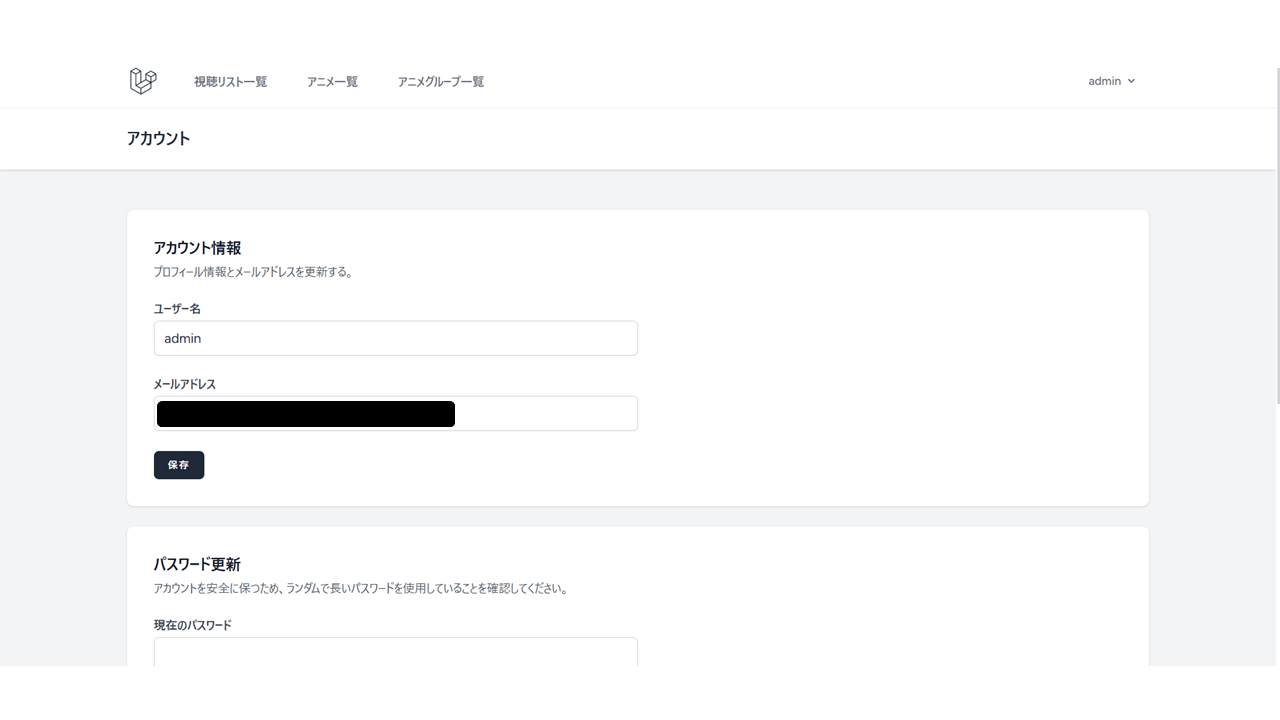 視聴リスト一覧 アニメ一覧 アニメグループ一覧 admin
アカウント
アカウント情報
プロフィール情報とメールアドレスを更新する。
ユーザー名
admin
メールアドレス
保存
パスワード更新
アカウントを安全に保つため、ランダムで長いパスワードを使用していることを確認してください。
現在のパスワード